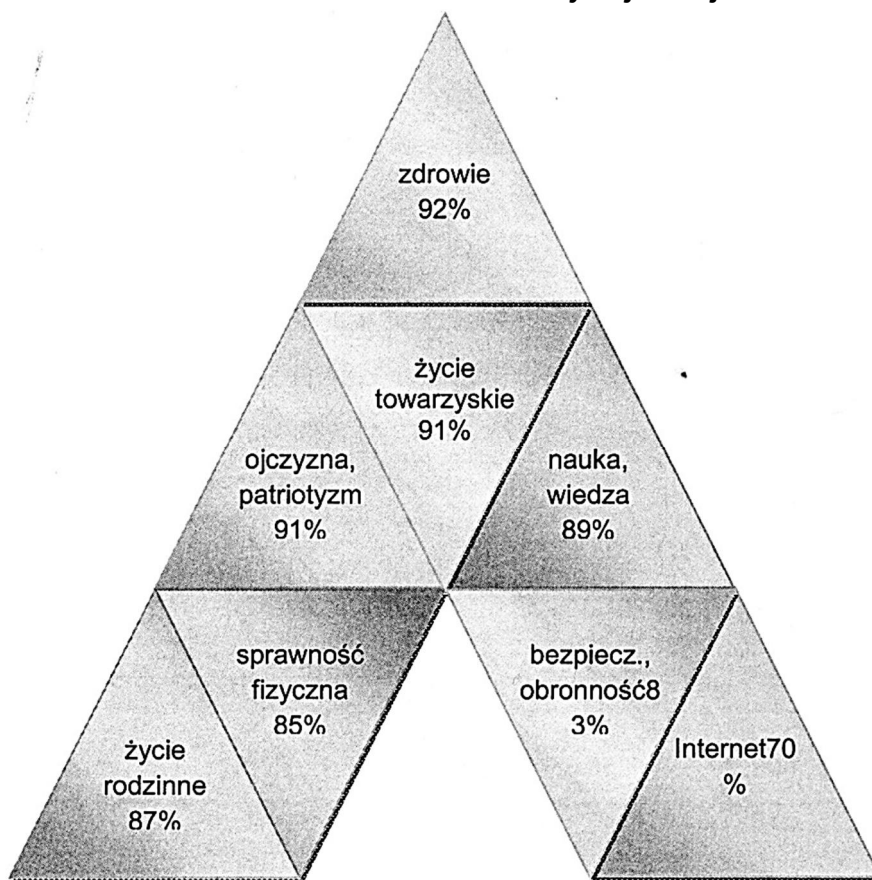 zdrowie
92%
życie
towarzyskie
91%
ojczyzna,
patriotyzm
91%
nauka,
wiedza
89%
sprawność
fizyczna
85%
bezpiecz.,
obronność8
3%
życie
rodzinne
87%
Internet70
%